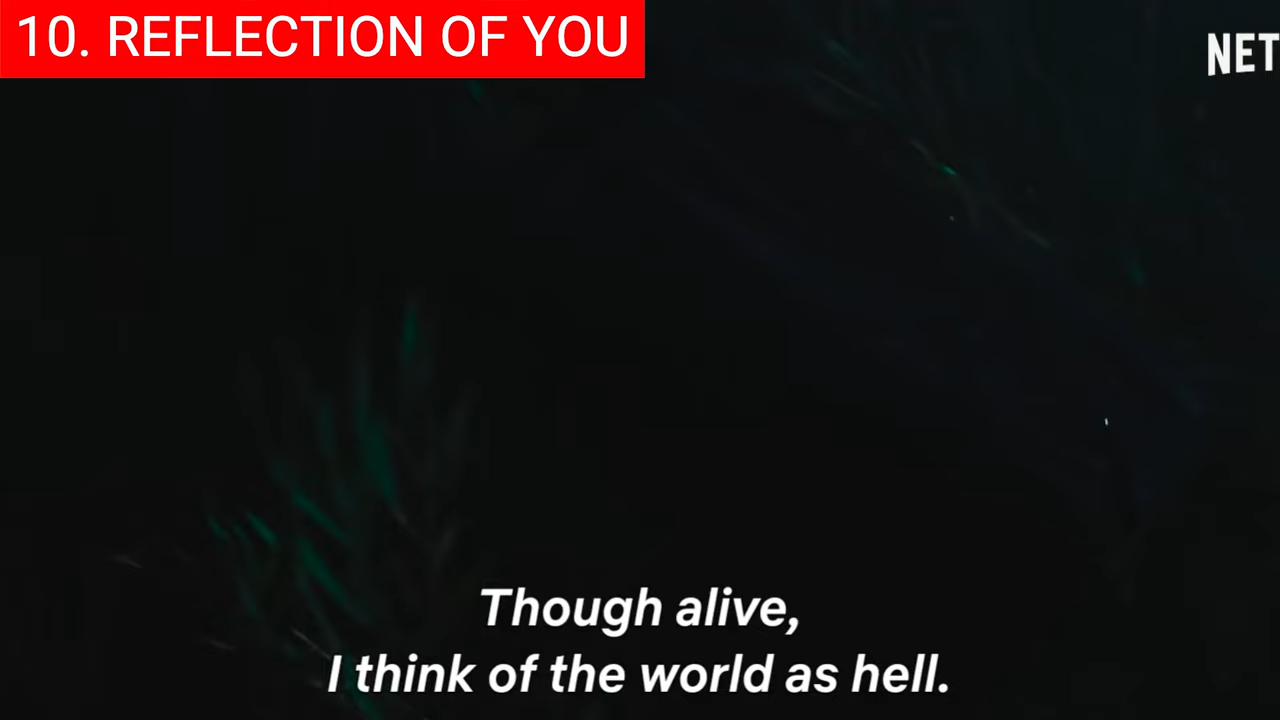 10. REFLECTION OF YOU
NET
Though alive,
I think of the world as hell.